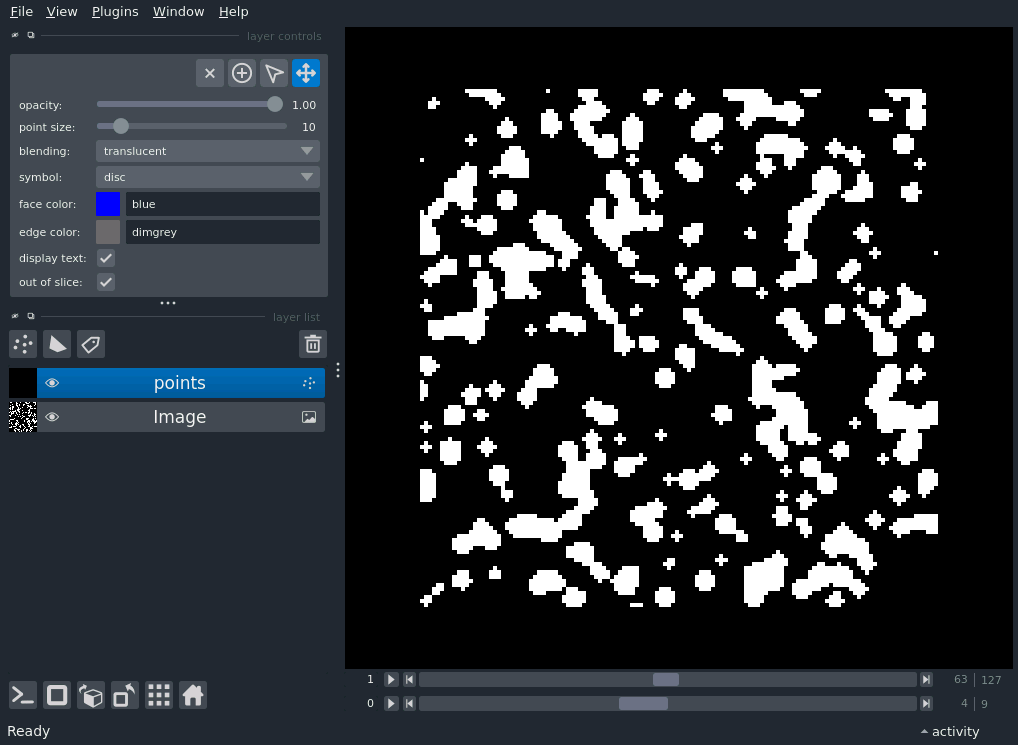 File View Plugins Window Help
layer controls
opacity: 1.00
point size: 10
blending: translucent
symbol: disc
face color: blue
edge color: dimgrey
display text:
out of slice:
layer list
points
Image
1 63 127
0 4 9
Ready activity